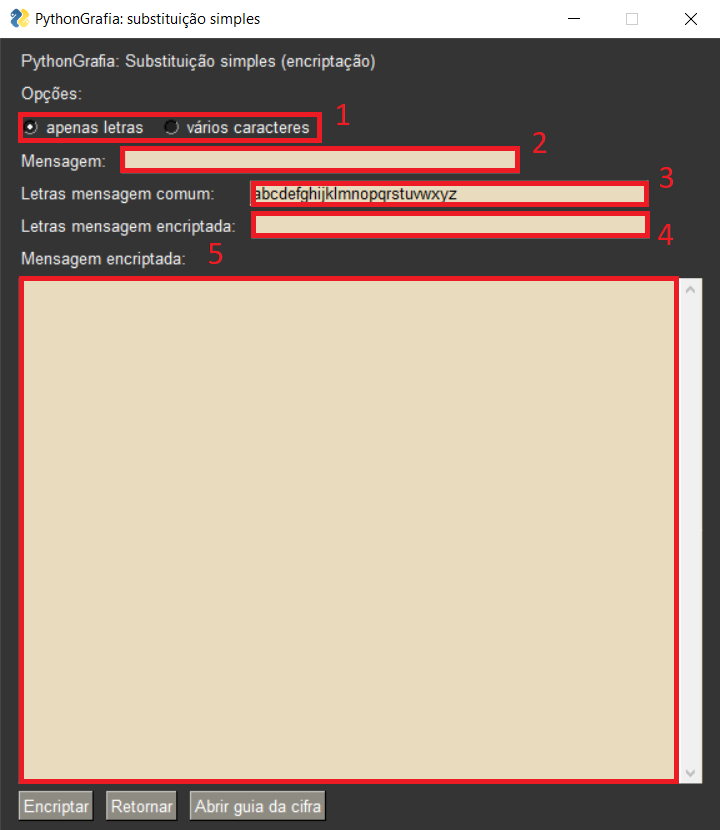 PythonGrafia: substituição simples
PythonGrafia: Substituição simples (encriptação)
Opções:
apenas letras vários caracteres 1
Mensagem: 2
Letras mensagem comum: abcdefghijklmnopqrstuvwxyz 3
Letras mensagem encriptada: 4
Mensagem encriptada: 5
Encriptar Retornar Abrir guia da cifra